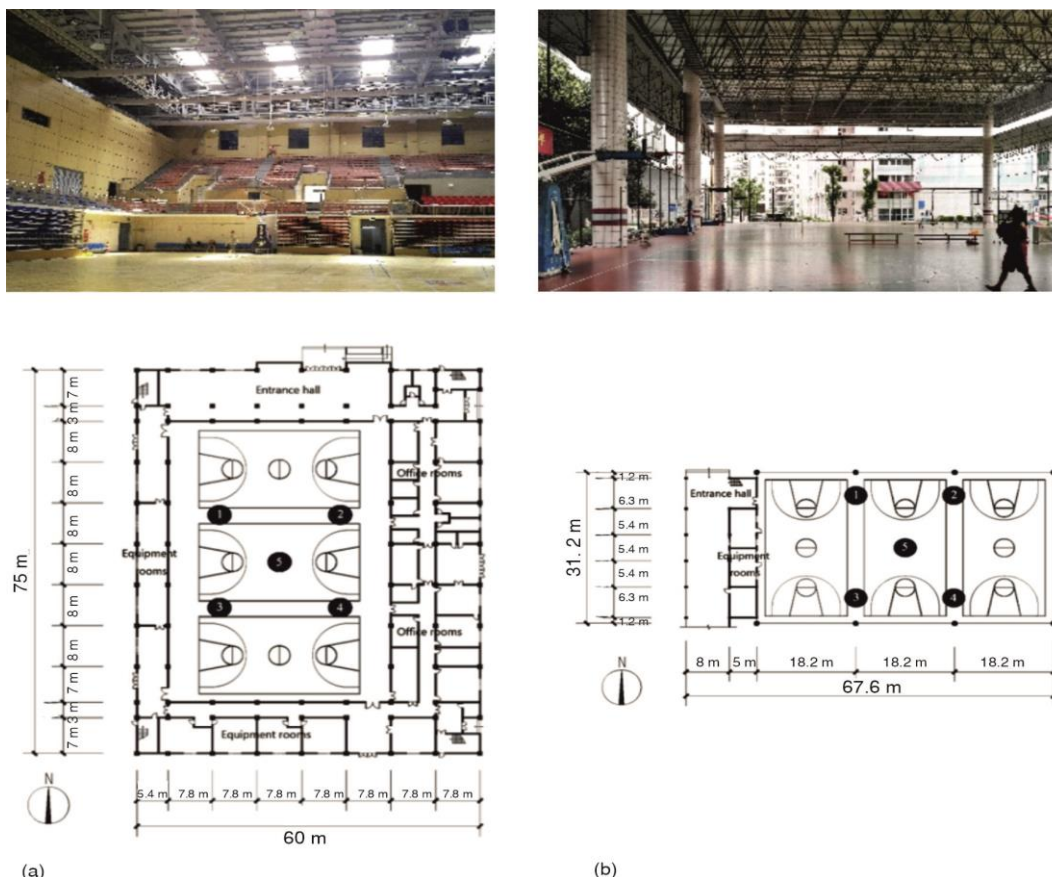 Entrance hall
Office rooms
1
2
5
Equipment
rooms
3
4
Office rooms
Equipment rooms
75 m
7 m
3 m
8 m
8 m
8 m
8 m
8 m
8 m
7 m
3 m
7 m
N
5.4 m 7.8 m 7.8 m 7.8 m 7.8 m 7.8 m 7.8 m 7.8 m
60 m
(a)
Entrance hall
1
2
5
Equipment
rooms
3
4
31.2 m
1.2 m
6.3 m
5.4 m
5.4 m
5.4 m
6.3 m
1.2 m
N
8 m 5 m 18.2 m 18.2 m 18.2 m
67.6 m
(b)